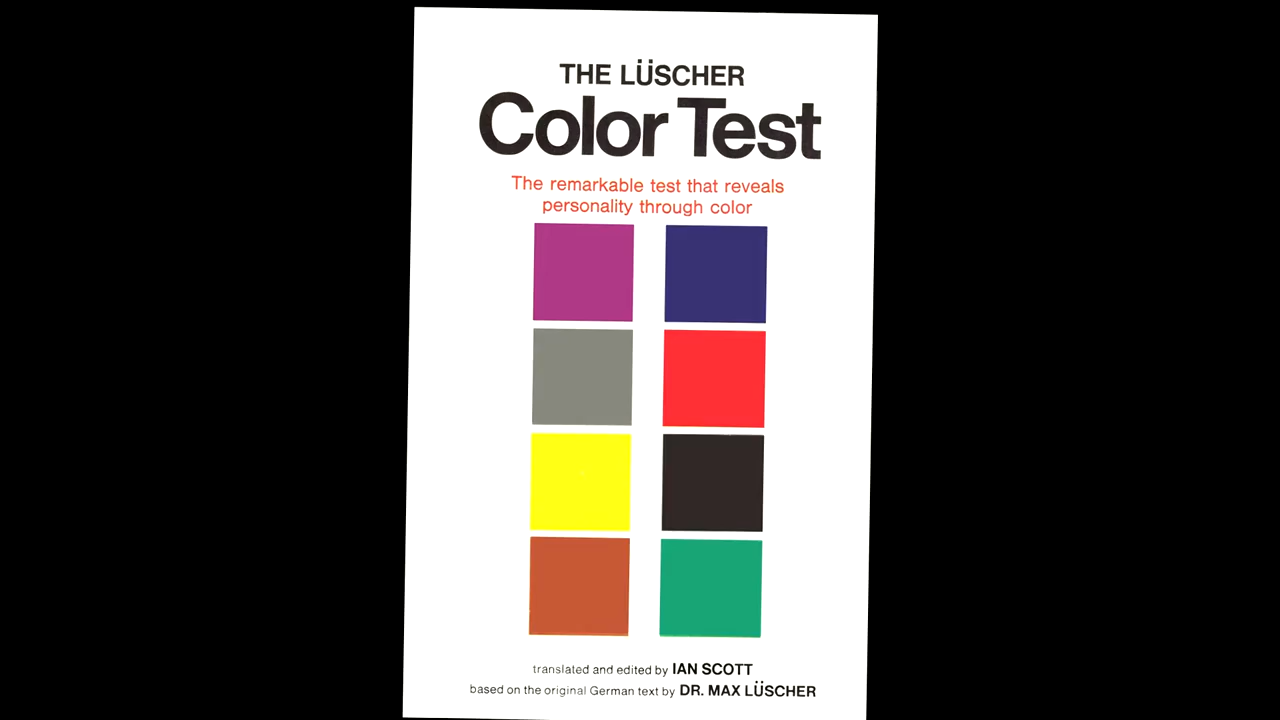 THE LÜSCHER
Color Test
The remarkable test that reveals
personality through color
translated and edited by IAN SCOTT
based on the original German text by DR. MAX LÜSCHER